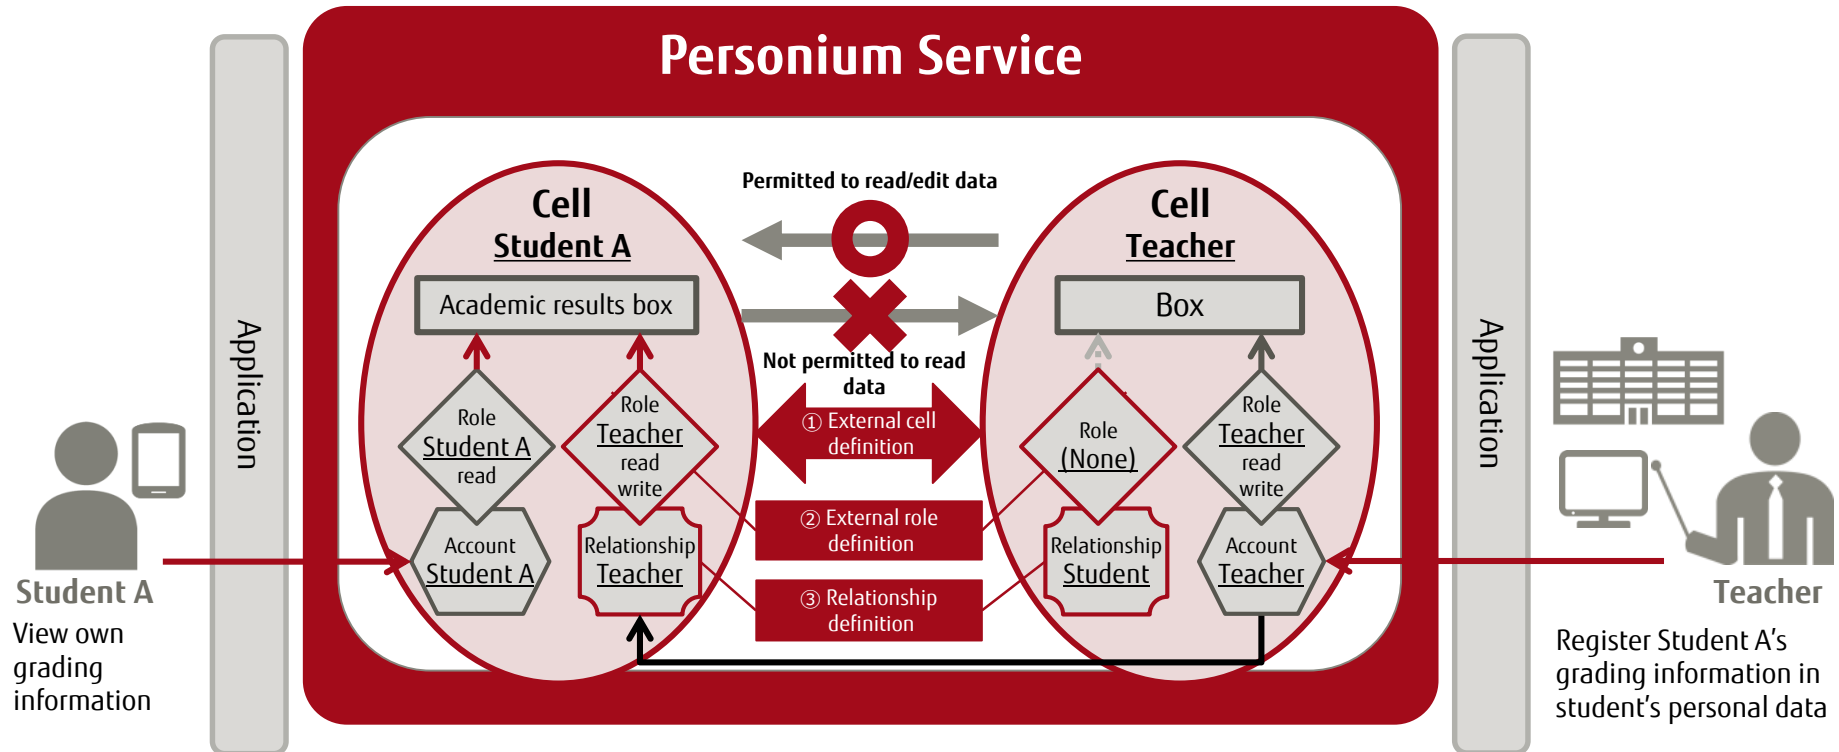 Personium Service
Application
Application
Permitted to read/edit data
Not permitted to read
data
Cell
Student A
Academic results box
Role
Student A
read
Role
Teacher
read
write
Account
Student A
Relationship
Teacher
① External cell
definition
② External role
definition
③ Relationship
definition
Cell
Teacher
Box
Role
(None)
Role
Teacher
read
write
Relationship
Student
Account
Teacher
Student A
View own
grading
information
Teacher
Register Student A’s
grading information in
student’s personal data